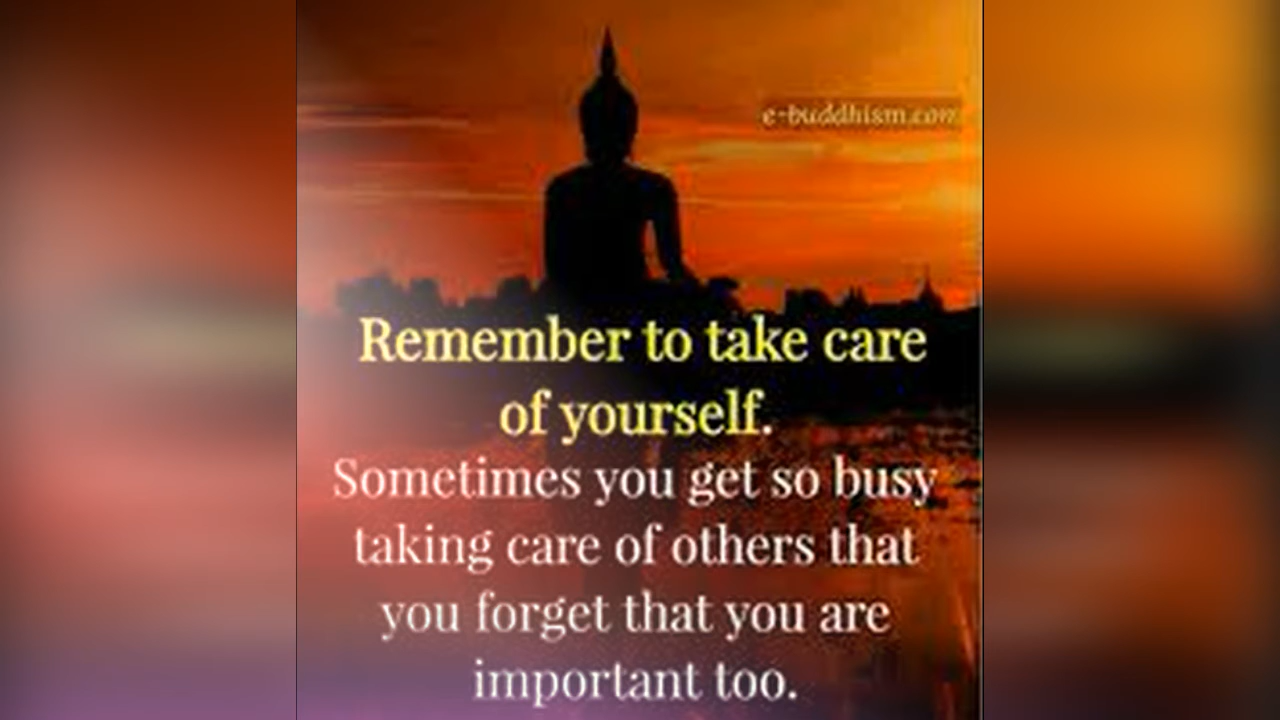 e-buddhism.com
Remember to take care
of yourself.
Sometimes you get so busy
taking care of others that
you forget that you are
important too.